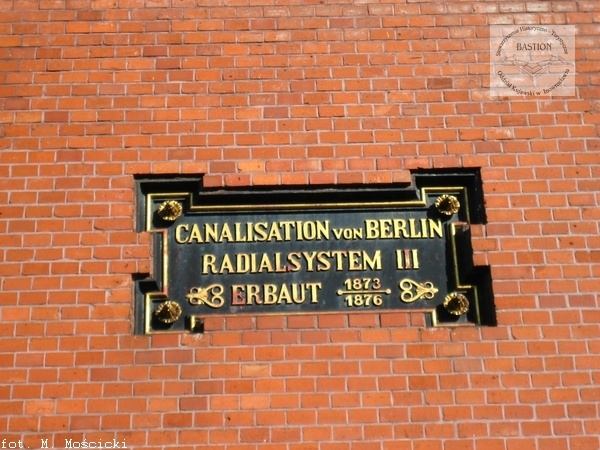 BASTION
CANALISATION VON BERLIN
RADIALSYSTEM III
ERBAUT 1873
1876
fot. M. Mościcki